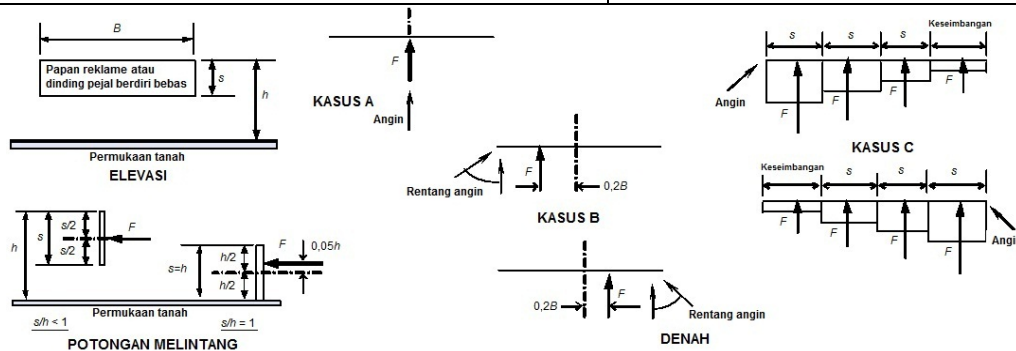 B
Papan reklame atau
dinding pejal berdiri bebas
s
h
Permukaan tanah
ELEVASI
h
s
s/2
s/2
F
s=h
h/2
h/2
F
0,05h
Permukaan tanah
s/h < 1
s/h = 1
POTONGAN MELINTANG
F
KASUS A
Angin
Rentang angin
F
0,2B
KASUS B
0,2B
F
Rentang angin
DENAH
Keseimbangan
s
s
s
Angin
F
F
F
F
KASUS C
Keseimbangan
s
s
s
F
F
F
F
Angin